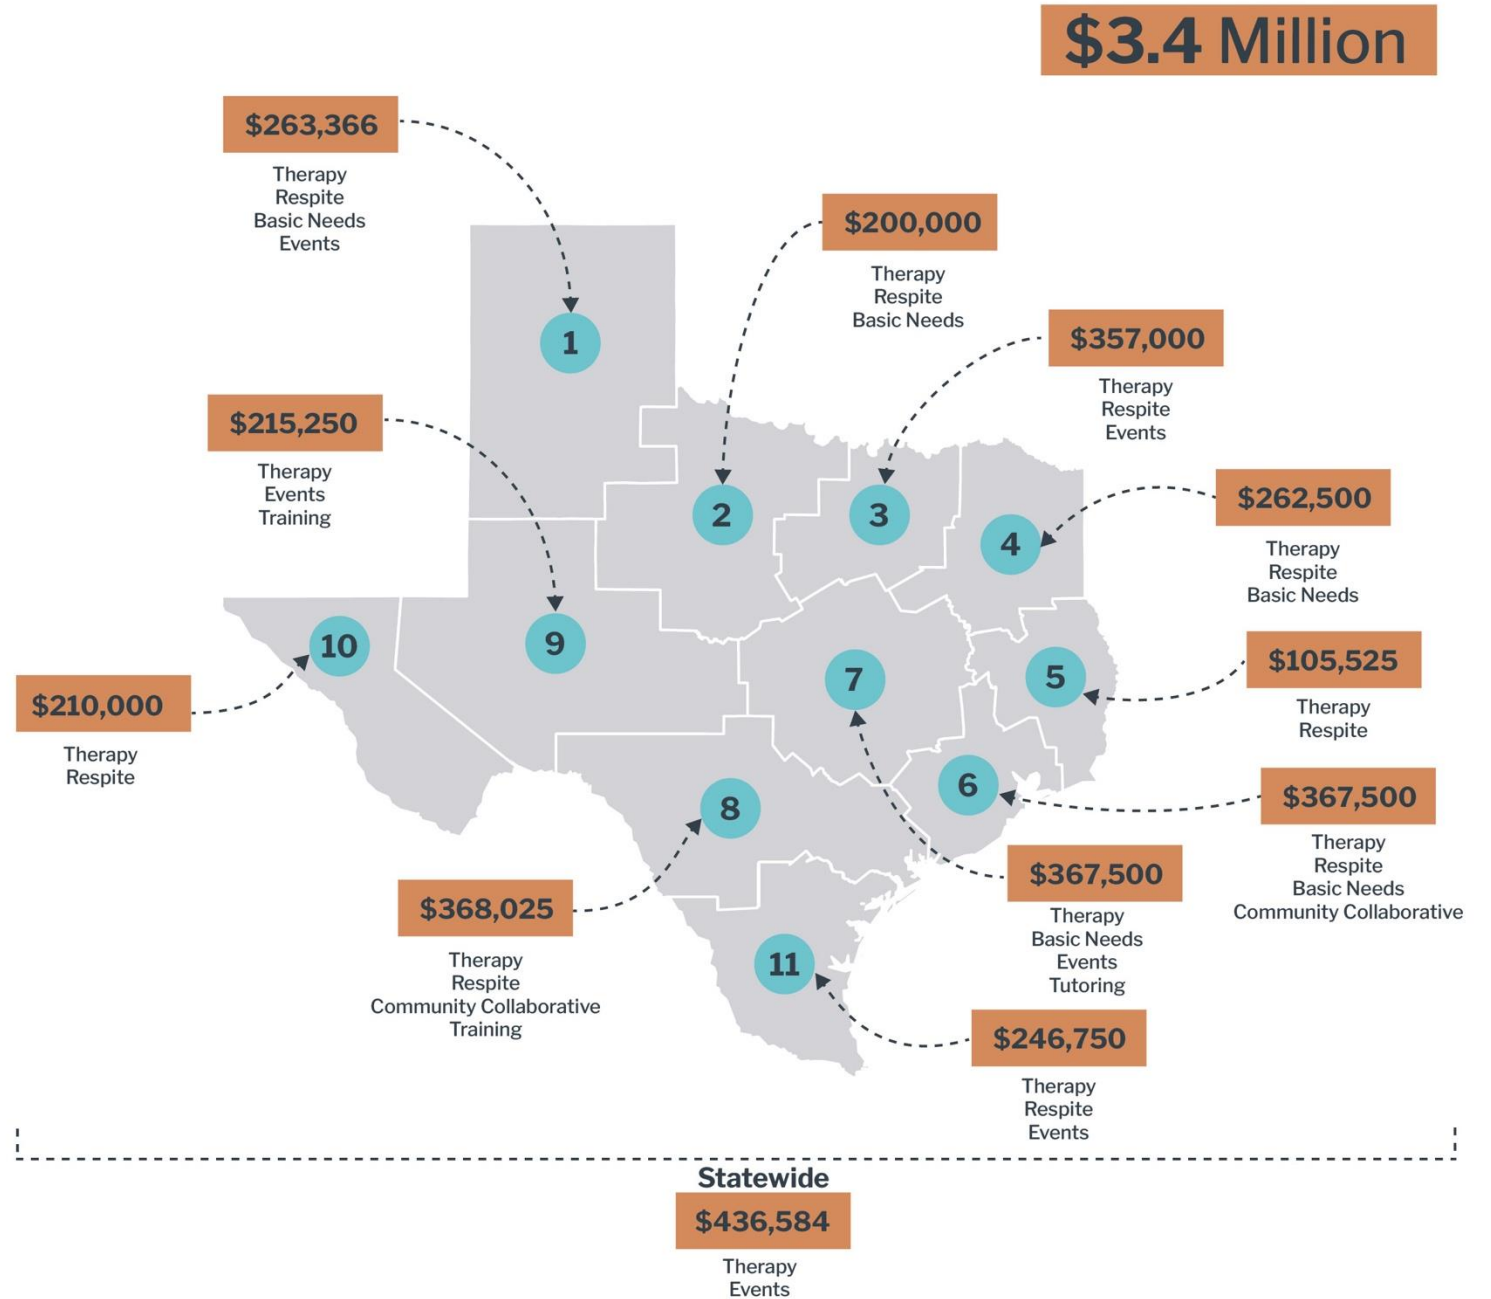 $3.4 Million
$263,366
Therapy
Respite
Basic Needs
Events
$200,000
Therapy
Respite
Basic Needs
$357,000
Therapy
Respite
Events
1
$215,250
Therapy
Events
Training
$262,500
Therapy
Respite
Basic Needs
2
3
4
10
9
7
5
$105,525
Therapy
Respite
$210,000
Therapy
Respite
8
6
$367,500
Therapy
Respite
Basic Needs
Community Collaborative
$367,500
Therapy
Basic Needs
Events
Tutoring
$368,025
Therapy
Respite
Community Collaborative
Training
11
$246,750
Therapy
Respite
Events
Statewide
$436,584
Therapy
Events